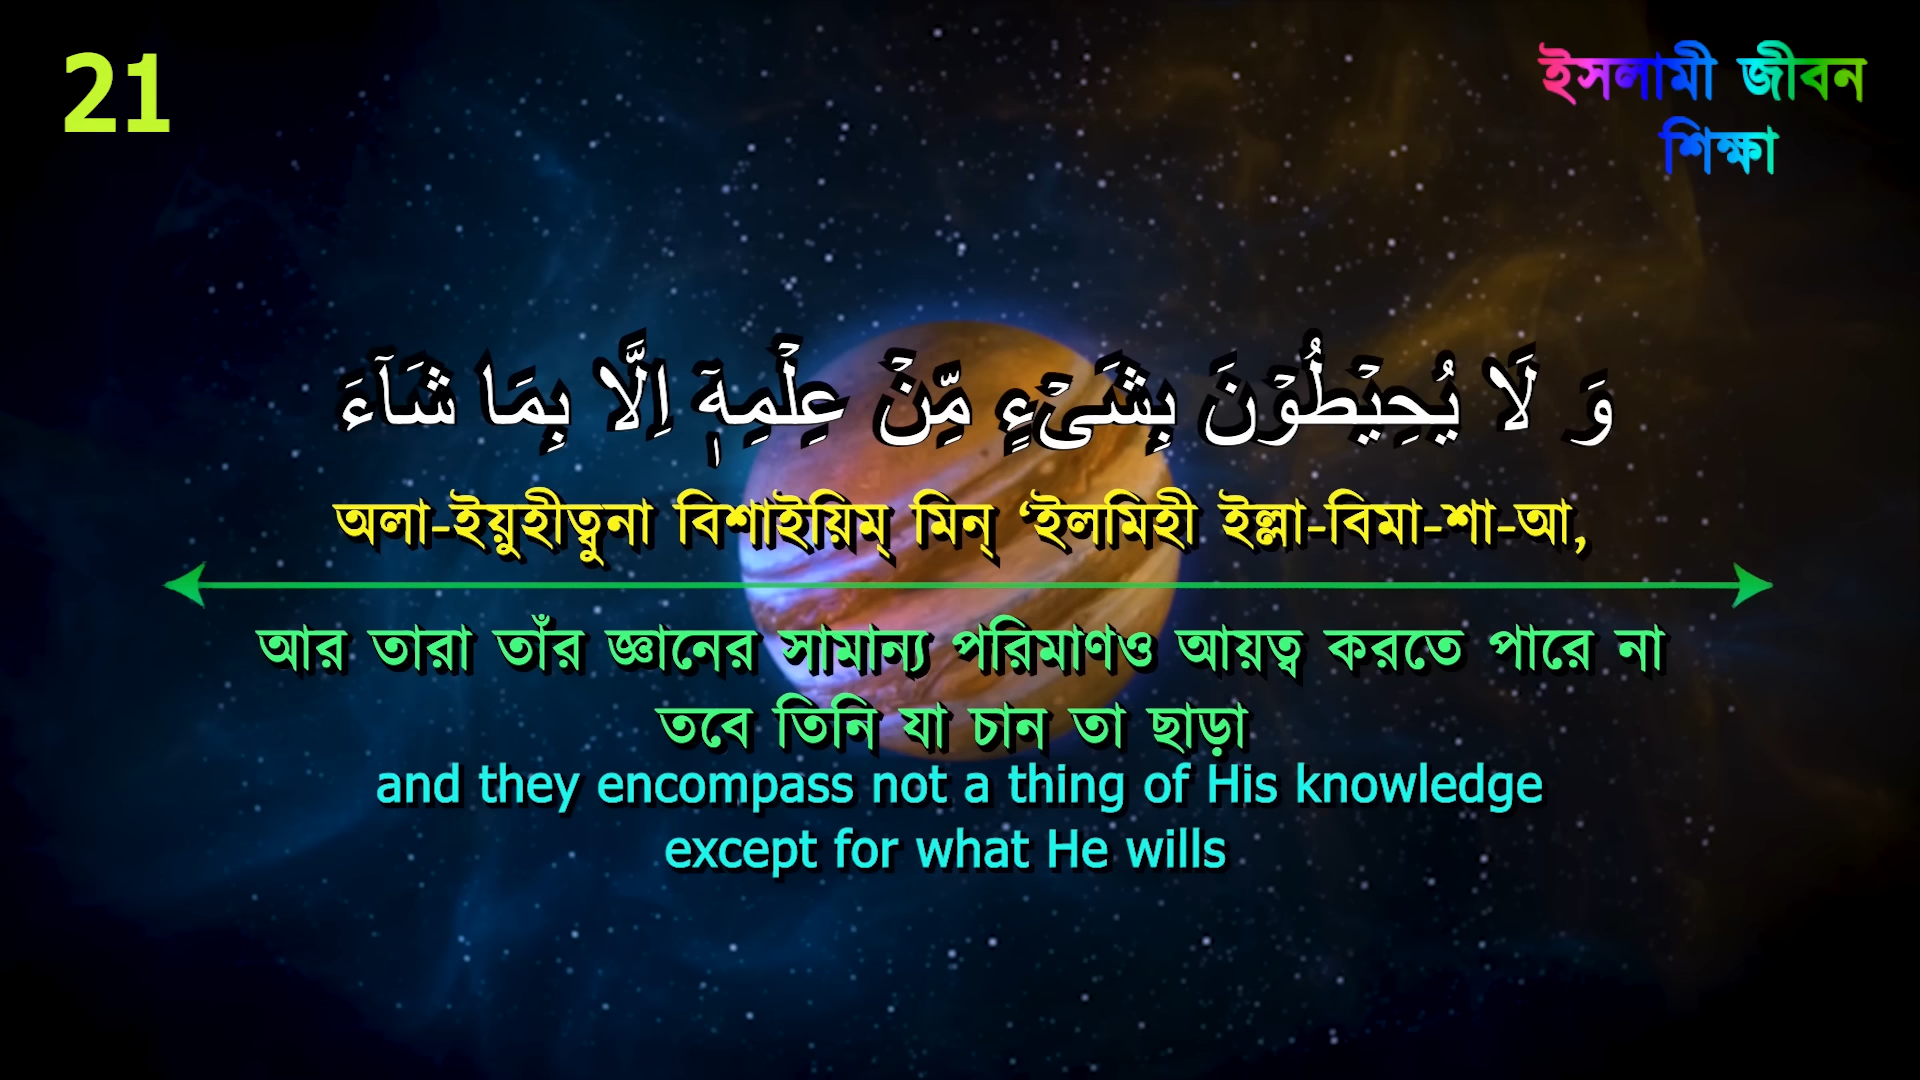 21
ইসলামী জীবন
শিক্ষা
وَ لَا یُحِیۡطُوۡنَ بِشَیۡءٍ مِّنۡ عِلۡمِهٖۤ اِلَّا بِمَا شَآءَ
অলা-ইয়ুহীত্বুনা বিশাইয়িম্ মিন্ ‘ইলমিহী ইল্লা-বিমা-শা-আ,
আর তারা তাঁর জ্ঞানের সামান্য পরিমাণও আয়ত্ব করতে পারে না
তবে তিনি যা চান তা ছাড়া
and they encompass not a thing of His knowledge
except for what He wills